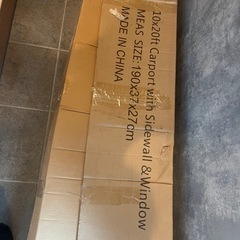 10x20ft Carport with Sidewall &Window
MEAS SIZE:190x37x27cm
MADE IN CHINA